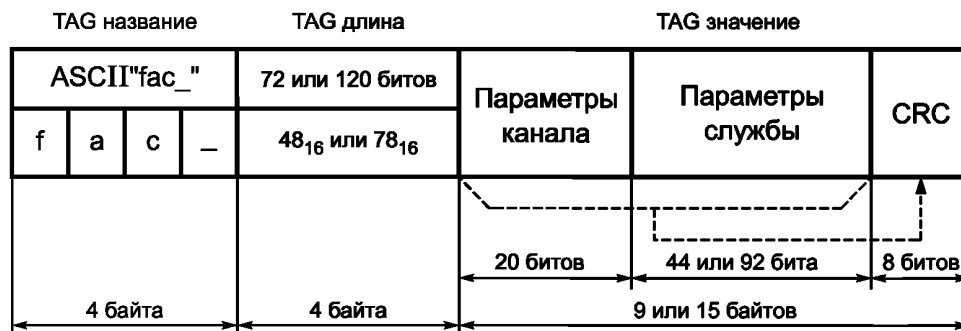 TAG название TAG длина TAG значение
ASCII"fac_" 72 или 120 битов Параметры канала Параметры службы CRC
f a c _ 48₁₆ или 78₁₆
20 битов 44 или 92 бита 8 битов
4 байта 4 байта 9 или 15 байтов